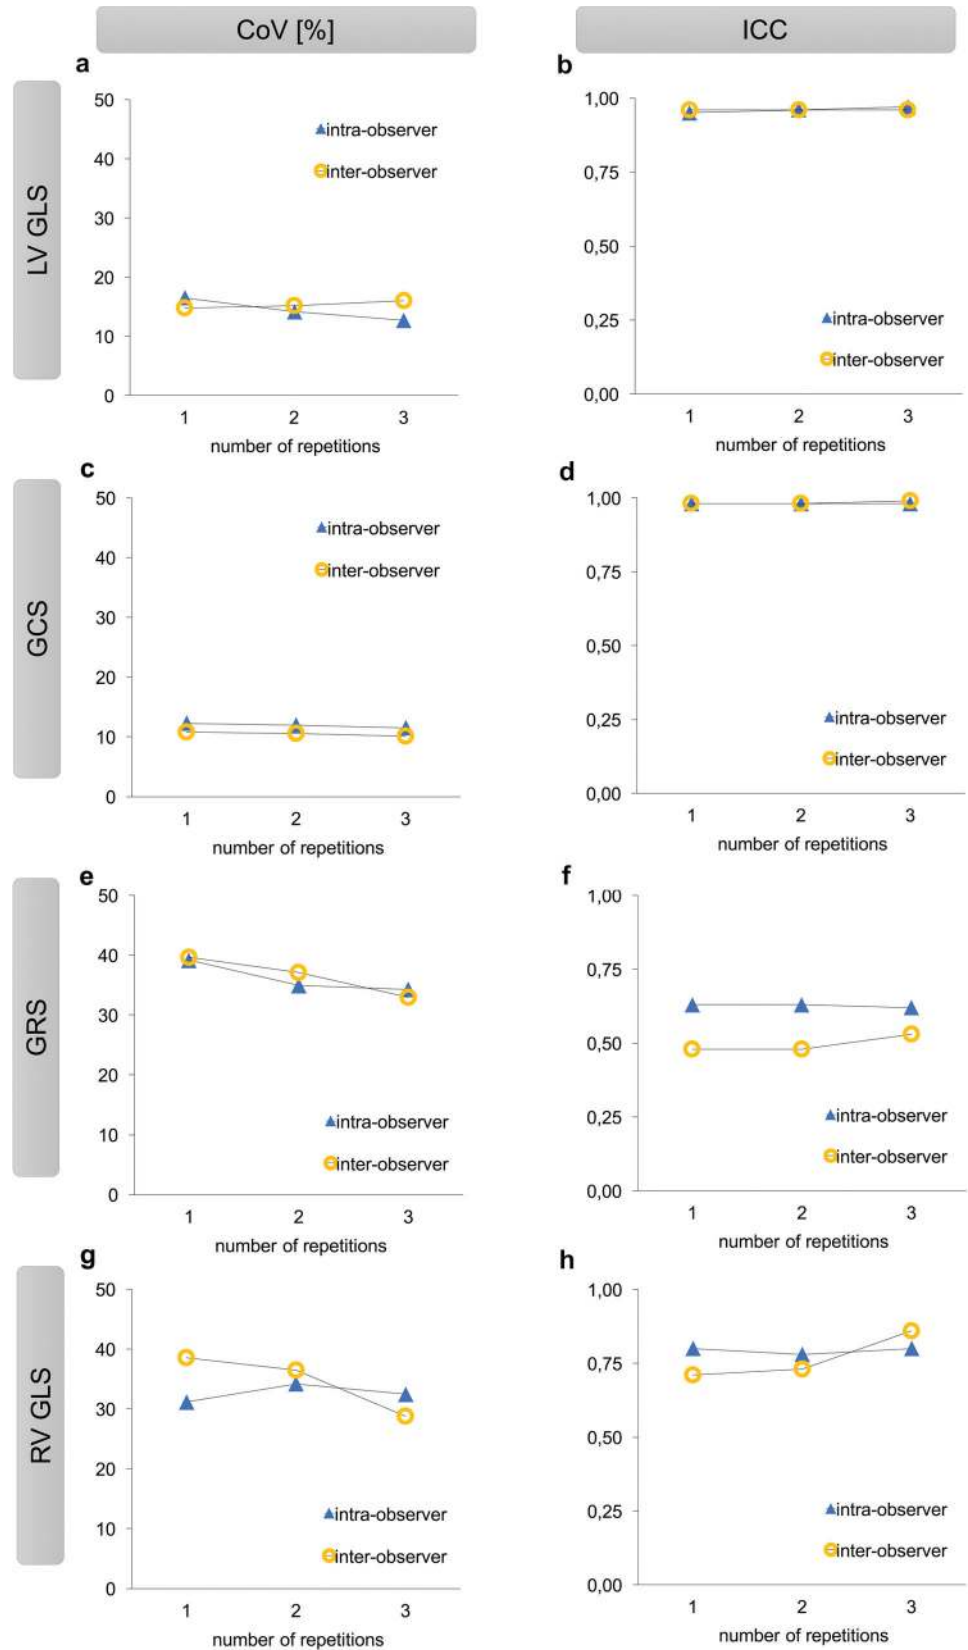 CoV [%]
ICC
LV GLS
a
50
40
30
20
10
0
intra-observer
inter-observer
1 2 3
number of repetitions
b
1,00
0,75
0,50
0,25
0,00
intra-observer
inter-observer
1 2 3
number of repetitions
GCS
c
50
40
30
20
10
0
intra-observer
inter-observer
1 2 3
number of repetitions
d
1,00
0,75
0,50
0,25
0,00
intra-observer
inter-observer
1 2 3
number of repetitions
GRS
e
50
40
30
20
10
0
intra-observer
inter-observer
1 2 3
number of repetitions
f
1,00
0,75
0,50
0,25
0,00
intra-observer
inter-observer
1 2 3
number of repetitions
RV GLS
g
50
40
30
20
10
0
intra-observer
inter-observer
1 2 3
number of repetitions
h
1,00
0,75
0,50
0,25
0,00
intra-observer
inter-observer
1 2 3
number of repetitions